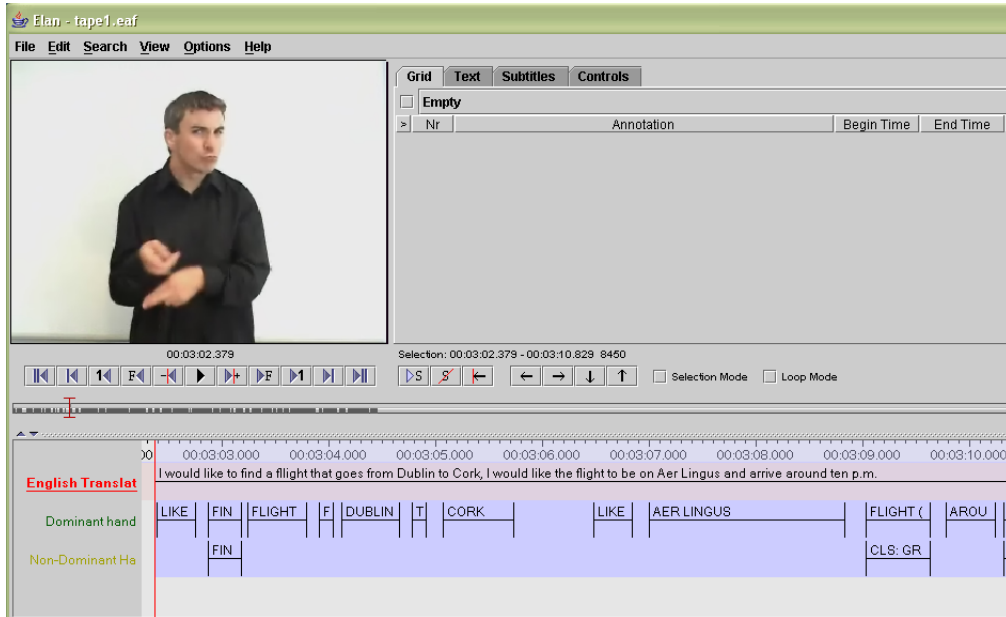 Elan - tape1.eaf
File Edit Search View Options Help
Grid Text Subtitles Controls
Empty
> Nr Annotation Begin Time End Time
00:03:02.379
Selection: 00:03:02.379 - 00:03:10.829 8450
1 F + F 1 S S Selection Mode Loop Mode
00 00:03:03.000 00:03:04.000 00:03:05.000 00:03:06.000 00:03:07.000 00:03:08.000 00:03:09.000 00:03:10.000
English Translat I would like to find a fllight that goes from Dublin to Cork, I would like the flight to be on Aer Lingus and arrive around ten p.m.
Dominant hand LIKE FIN FLIGHT F DUBLIN T CORK LIKE AER LINGUS FLIGHT ( AROU
Non-Dominant Ha FIN CLS: GR